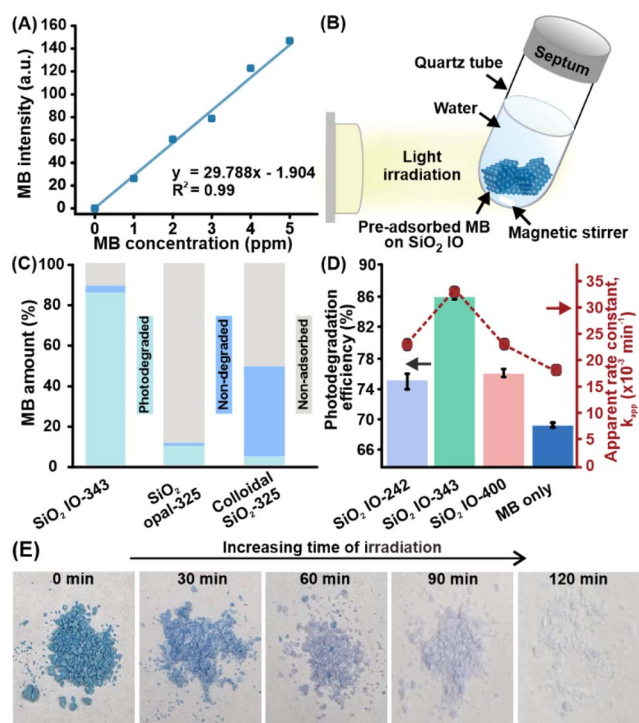 (A)
160
140
120
100
80
60
40
20
0
MB intensity (a.u.)
y = 29.788x - 1.904
R² = 0.99
0 1 2 3 4 5
MB concentration (ppm)
(B)
Septum
Quartz tube
Water
Light
irradiation
Pre-adsorbed MB
on SiO₂ IO
Magnetic stirrer
(C)
100
80
60
40
20
0
MB amount (%)
Photodegraded
Non-degraded
Non-adsorbed
SiO₂ IO-343
SiO₂
opal-325
Colloidal
SiO₂-325
(D)
90
86
82
78
74
70
66
Photodegradation
efficiency (%)
35
30
25
20
15
10
5
0
Apparent rate constant,
kapp (x10⁻³ min⁻¹)
SiO₂ IO-242
SiO₂ IO-343
SiO₂ IO-400
MB only
(E)
Increasing time of irradiation
0 min
30 min
60 min
90 min
120 min